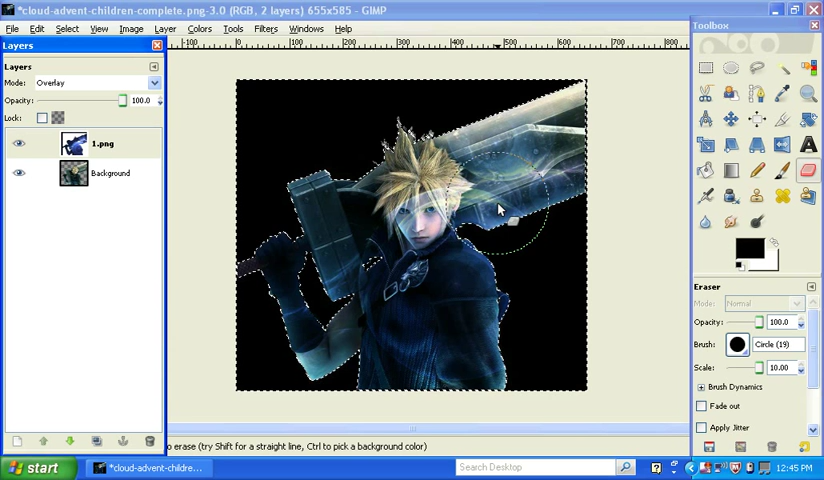 *cloud-advent-children-complete.png-3.0 (RGB, 2 layers) 655x585 - GIMP
File Edit Select View Image Layer Colors Tools Filters Windows Help
Layers
Layers
Mode: Overlay
Opacity: 100.0
Lock:
1.png
Background
-100 0 100 200 300 400 500 600 700 800
Toolbox
Eraser
Mode: Normal
Opacity: 100.0
Brush: Circle (19)
Scale: 10.00
Brush Dynamics
Fade out
Apply Jitter
o erase (try Shift for a straight line, Ctrl to pick a background color)
start
*cloud-advent-childre...
Search Desktop
12:45 PM